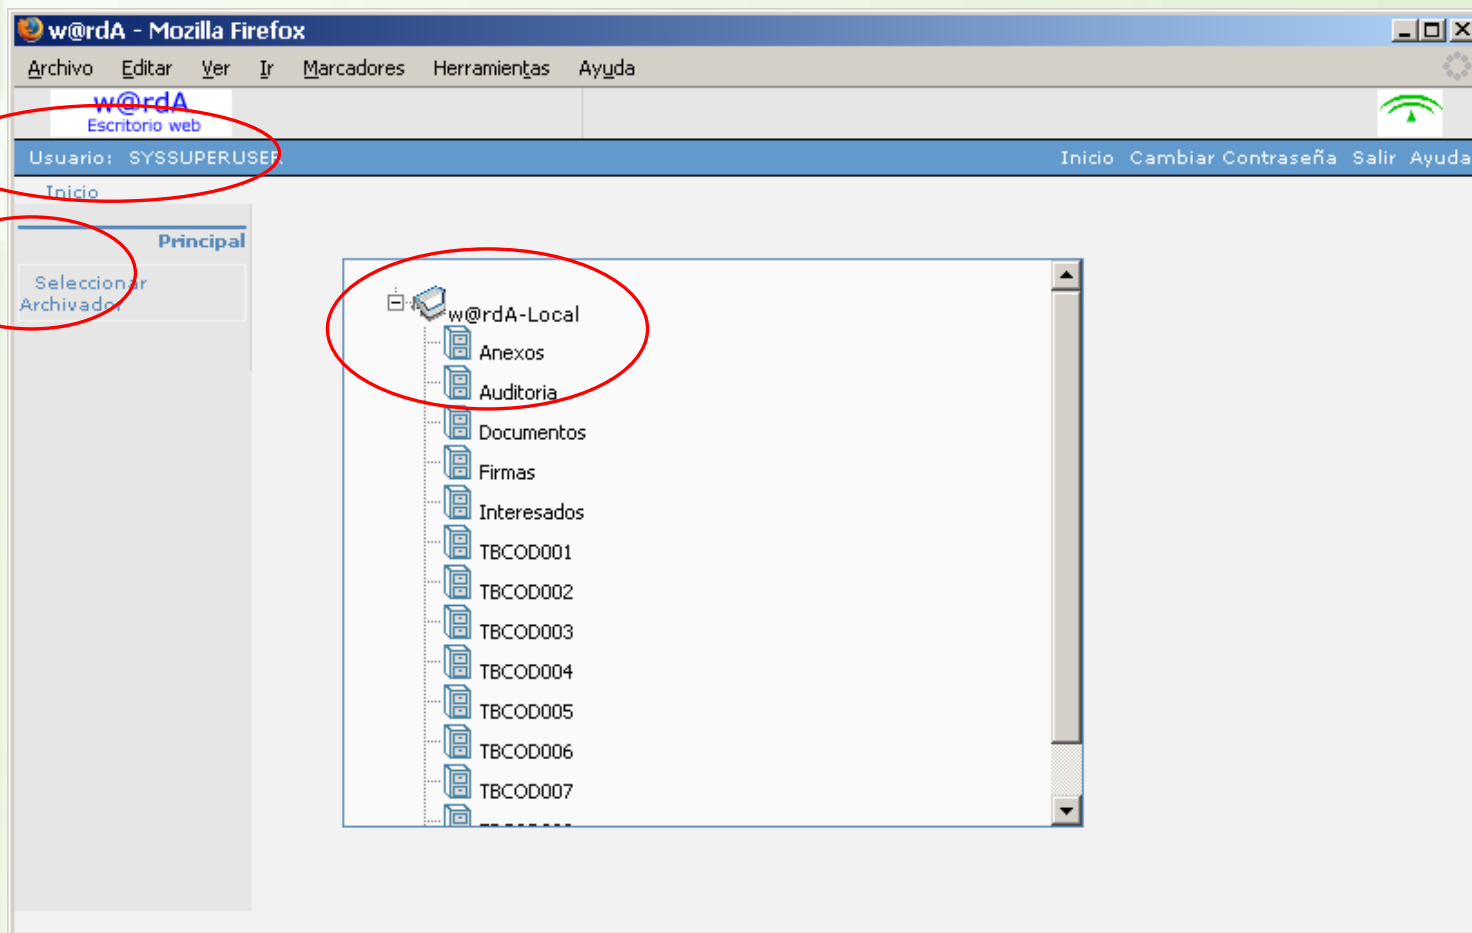 w@rdA - Mozilla Firefox
Archivo Editar Ver Ir Marcadores Herramientas Ayuda
w@rdA
Escritorio web
Usuario: SYSSUPERUSER Inicio Cambiar Contraseña Salir Ayuda
Inicio
Principal
Seleccionar
Archivador
w@rdA-Local
Anexos
Auditoria
Documentos
Firmas
Interesados
TBCOD001
TBCOD002
TBCOD003
TBCOD004
TBCOD005
TBCOD006
TBCOD007